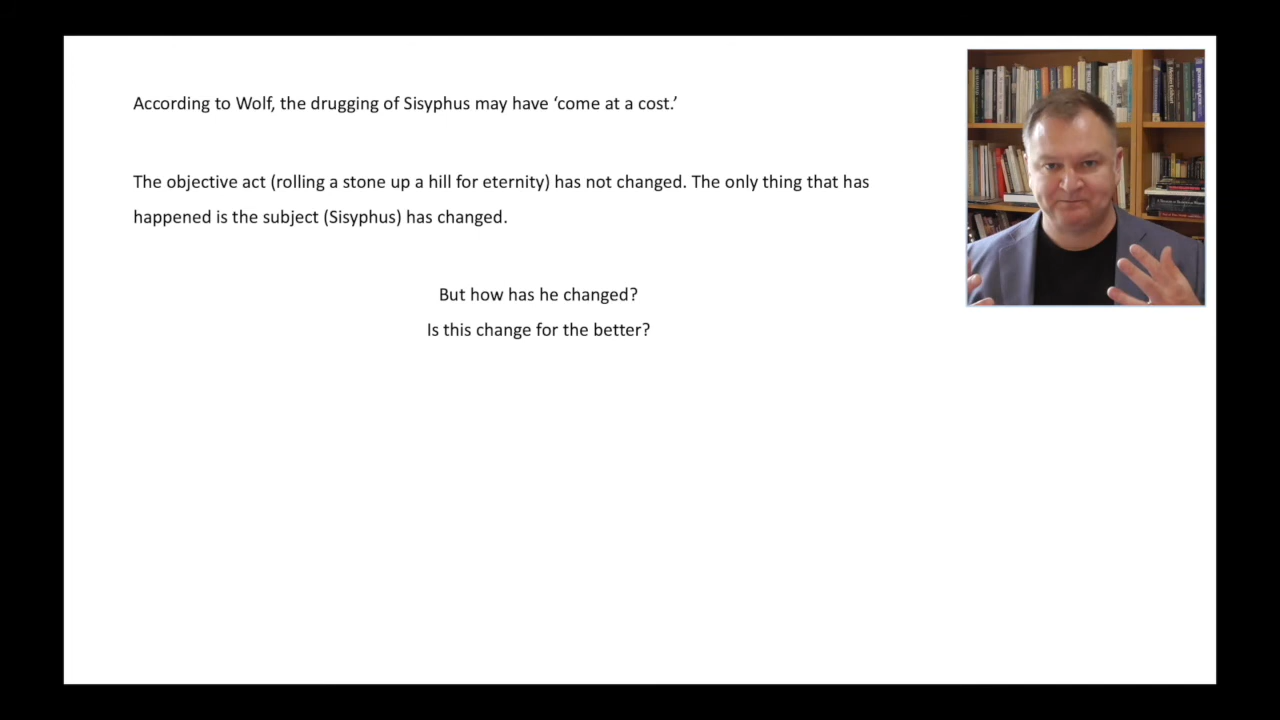 According to Wolf, the drugging of Sisyphus may have ‘come at a cost.’
The objective act (rolling a stone up a hill for eternity) has not changed. The only thing that has
happened is the subject (Sisyphus) has changed.
But how has he changed?
Is this change for the better?